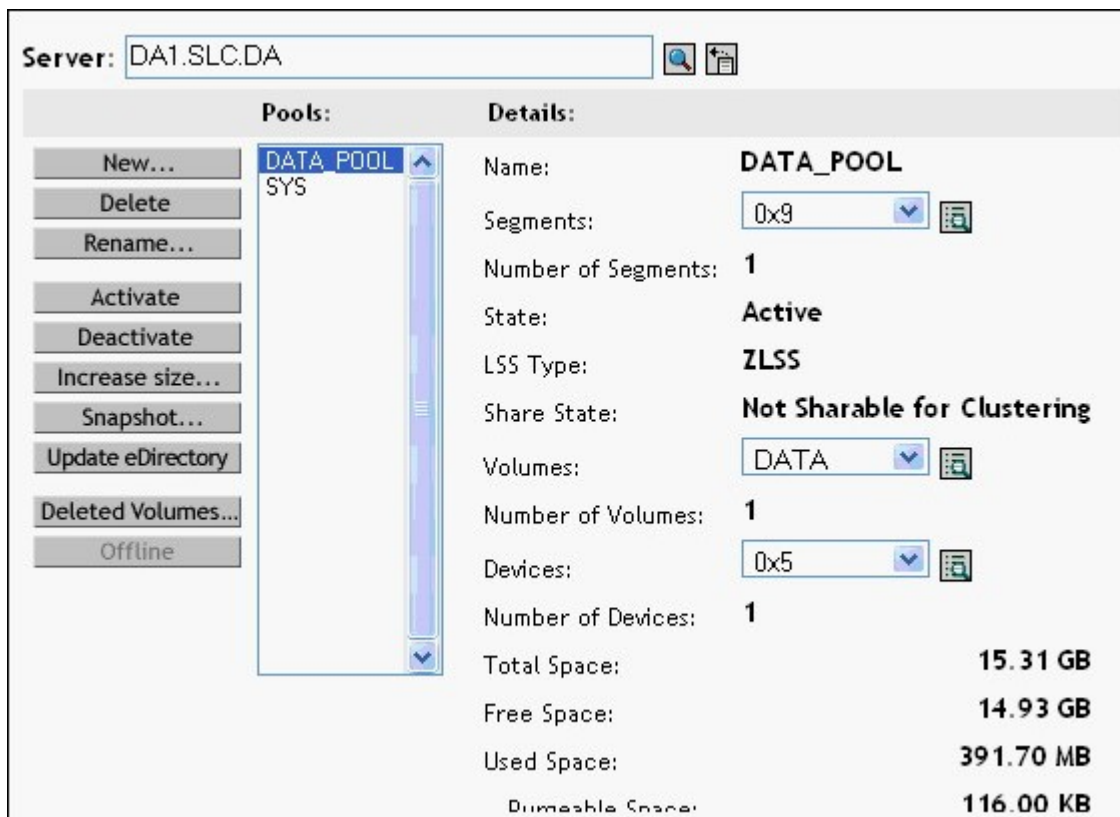 Server: DA1.SLC.DA
Pools: Details:
New...
Delete
Rename...
Activate
Deactivate
Increase size...
Snapshot...
Update eDirectory
Deleted Volumes...
Offline
DATA_POOL
SYS
Name: DATA_POOL
Segments: 0x9
Number of Segments: 1
State: Active
LSS Type: ZLSS
Share State: Not Sharable for Clustering
Volumes: DATA
Number of Volumes: 1
Devices: 0x5
Number of Devices: 1
Total Space: 15.31 GB
Free Space: 14.93 GB
Used Space: 391.70 MB
Purgeable Space: 116.00 KB